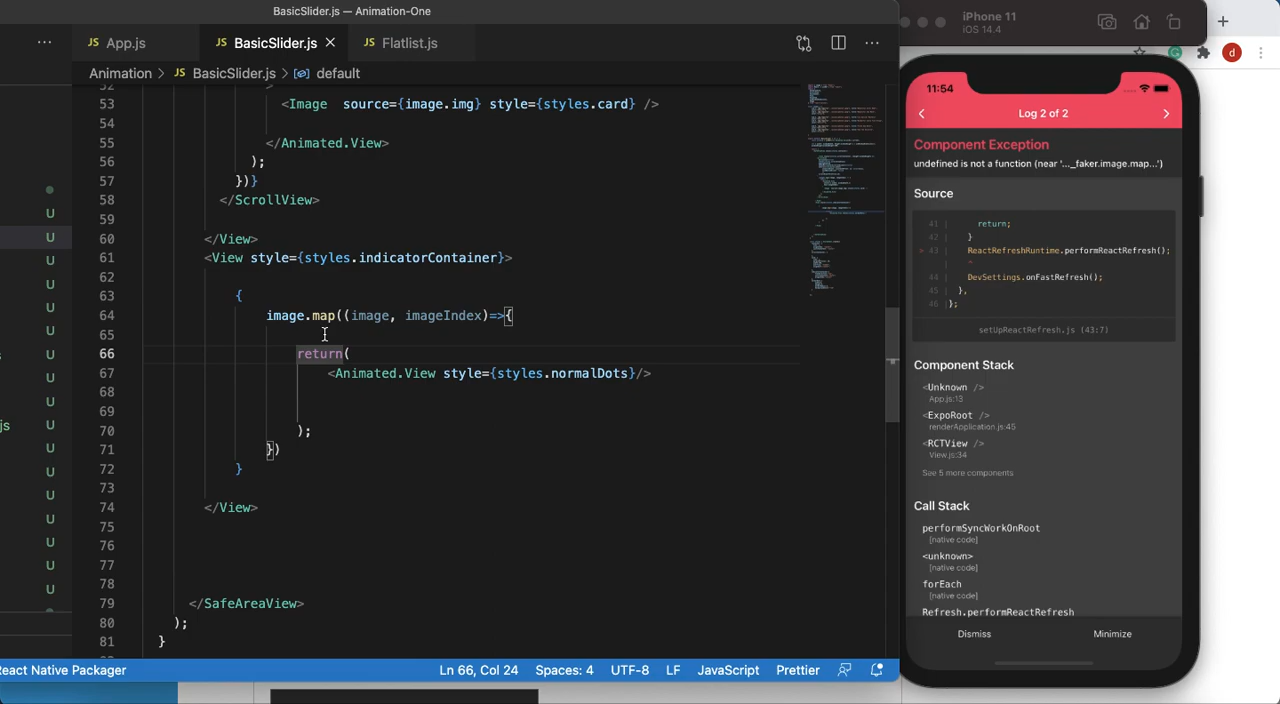 BasicSlider.js — Animation-One
JS App.js
JS BasicSlider.js
JS Flatlist.js
Animation > JS BasicSlider.js > default
52 >
53 <Image source={image.img} style={styles.card} />
54
55 </Animated.View>
56 );
57 })}
58 </ScrollView>
59
60 </View>
61 <View style={styles.indicatorContainer}>
62
63 {
64 image.map((image, imageIndex)=>{
65
66 return(
67 <Animated.View style={styles.normalDots}/>
68
69
70 );
71 })
72 }
73
74 </View>
75
76
77
78
79 </SafeAreaView>
80 );
81 }
U
U
U
U
U
U
U
U
js U
U
U
U
U
U
U
U
React Native Packager
Ln 66, Col 24
Spaces: 4
UTF-8
LF
JavaScript
Prettier
iPhone 11
iOS 14.4
d
11:54
Log 2 of 2
Component Exception
undefined is not a function (near '..._faker.image.map...')
Source
41 | return;
42 | }
> 43 | ReactRefreshRuntime.performReactRefresh();
| ^
44 | DevSettings.onFastRefresh();
45 | },
46 | };
setUpReactRefresh.js (43:7)
Component Stack
<Unknown />
App.js:13
<ExpoRoot />
renderApplication.js:45
<RCTView />
View.js:34
See 5 more components
Call Stack
performSyncWorkOnRoot
[native code]
<unknown>
[native code]
forEach
[native code]
Refresh.performReactRefresh
Dismiss
Minimize